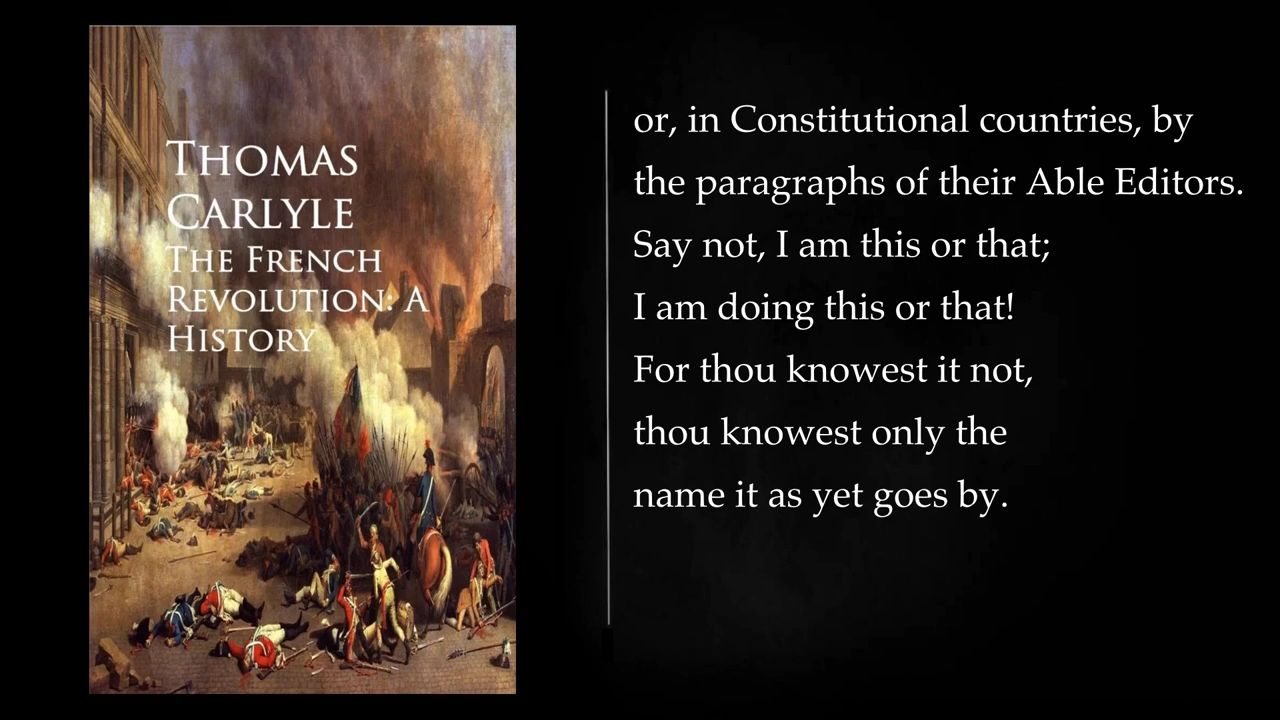 THOMAS
CARLYLE
THE FRENCH
REVOLUTION: A
HISTORY
or, in Constitutional countries, by
the paragraphs of their Able Editors.
Say not, I am this or that;
I am doing this or that!
For thou knowest it not,
thou knowest only the
name it as yet goes by.